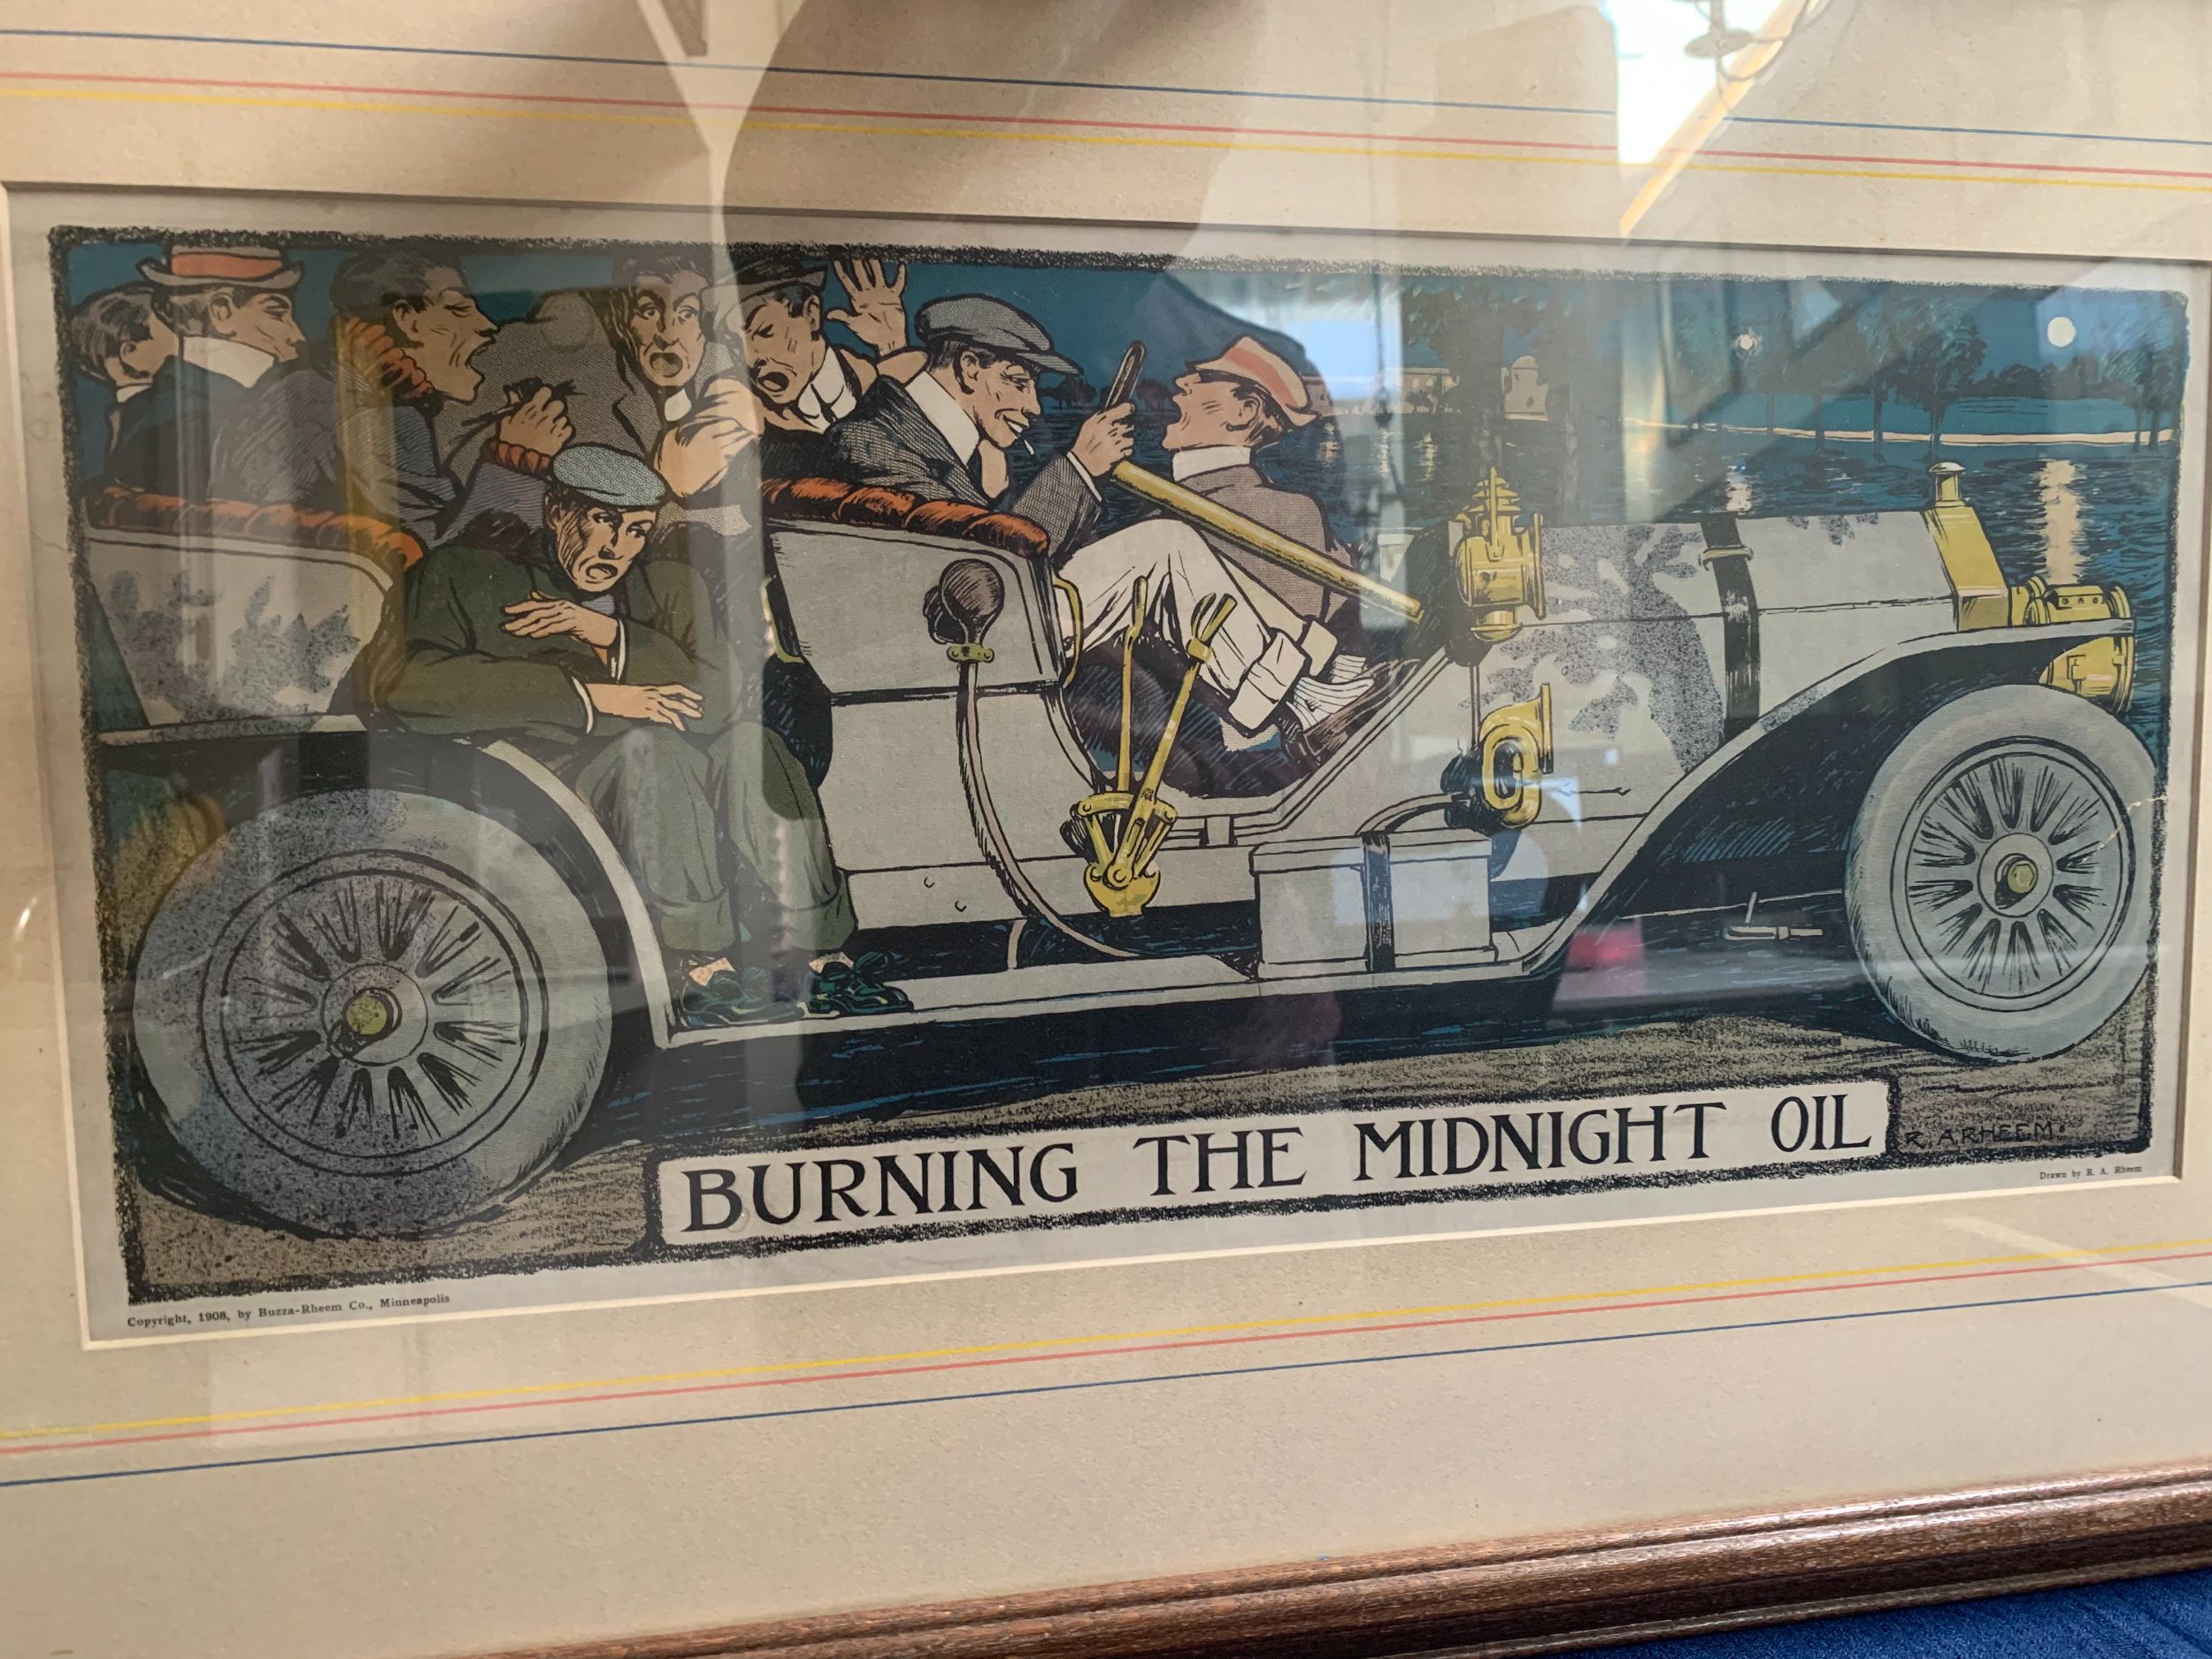 BURNING THE MIDNIGHT OIL
R. A. RHEEM.
Drawn by R. A. Rheem
Copyright, 1908, by Buzza-Rheem Co., Minneapolis